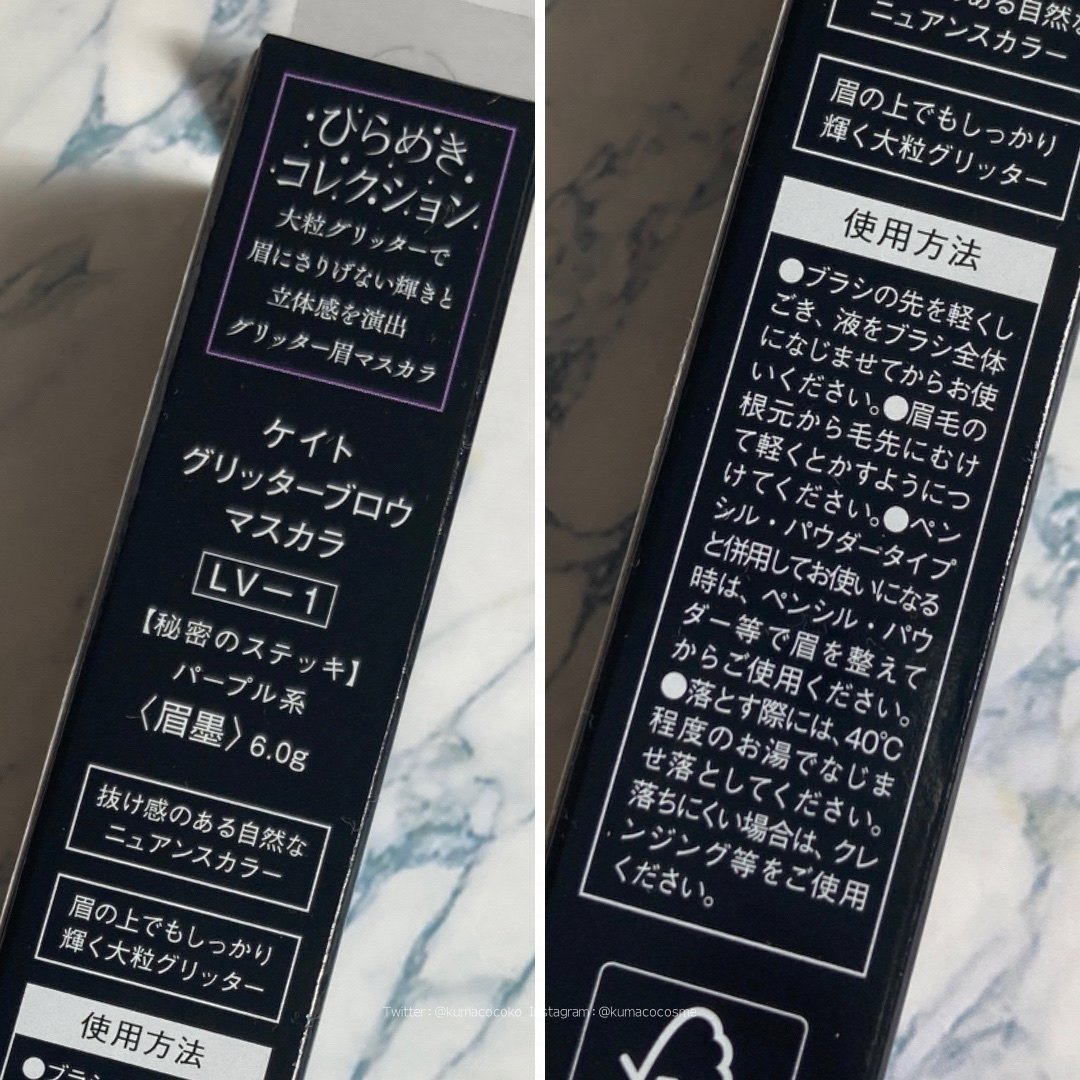 ひらめき
コレクション
大粒グリッターで
眉にさりげない輝きと
立体感を演出
グリッター眉マスカラ
ケイト
グリッターブロウ
マスカラ
LV−1
【秘密のステッキ】
パープル系
〈眉墨〉6.0g
抜け感のある自然な
ニュアンスカラー
眉の上でもしっかり
輝く大粒グリッター
使用方法
●ブラシ
ある自然な
ニュアンスカラー
眉の上でもしっかり
輝く大粒グリッター
使用方法
●ブラシの先を軽くし
ごき、液をブラシ全体
になじませてからお使
いください。●眉毛の
根元から毛先にむけ
て軽くとかすようにつ
けてください。●ペン
シル・パウダータイプ
と併用してお使いになる
時は、ペンシル・パウ
ダー等で眉を整えて
からご使用ください。
●落とす際には、40℃
程度のお湯でなじま
せ落としてください。
落ちにくい場合は、クレ
ンジング等をご使用
ください。
Twitter : @kumacocoko Instagram : @kumacocosme